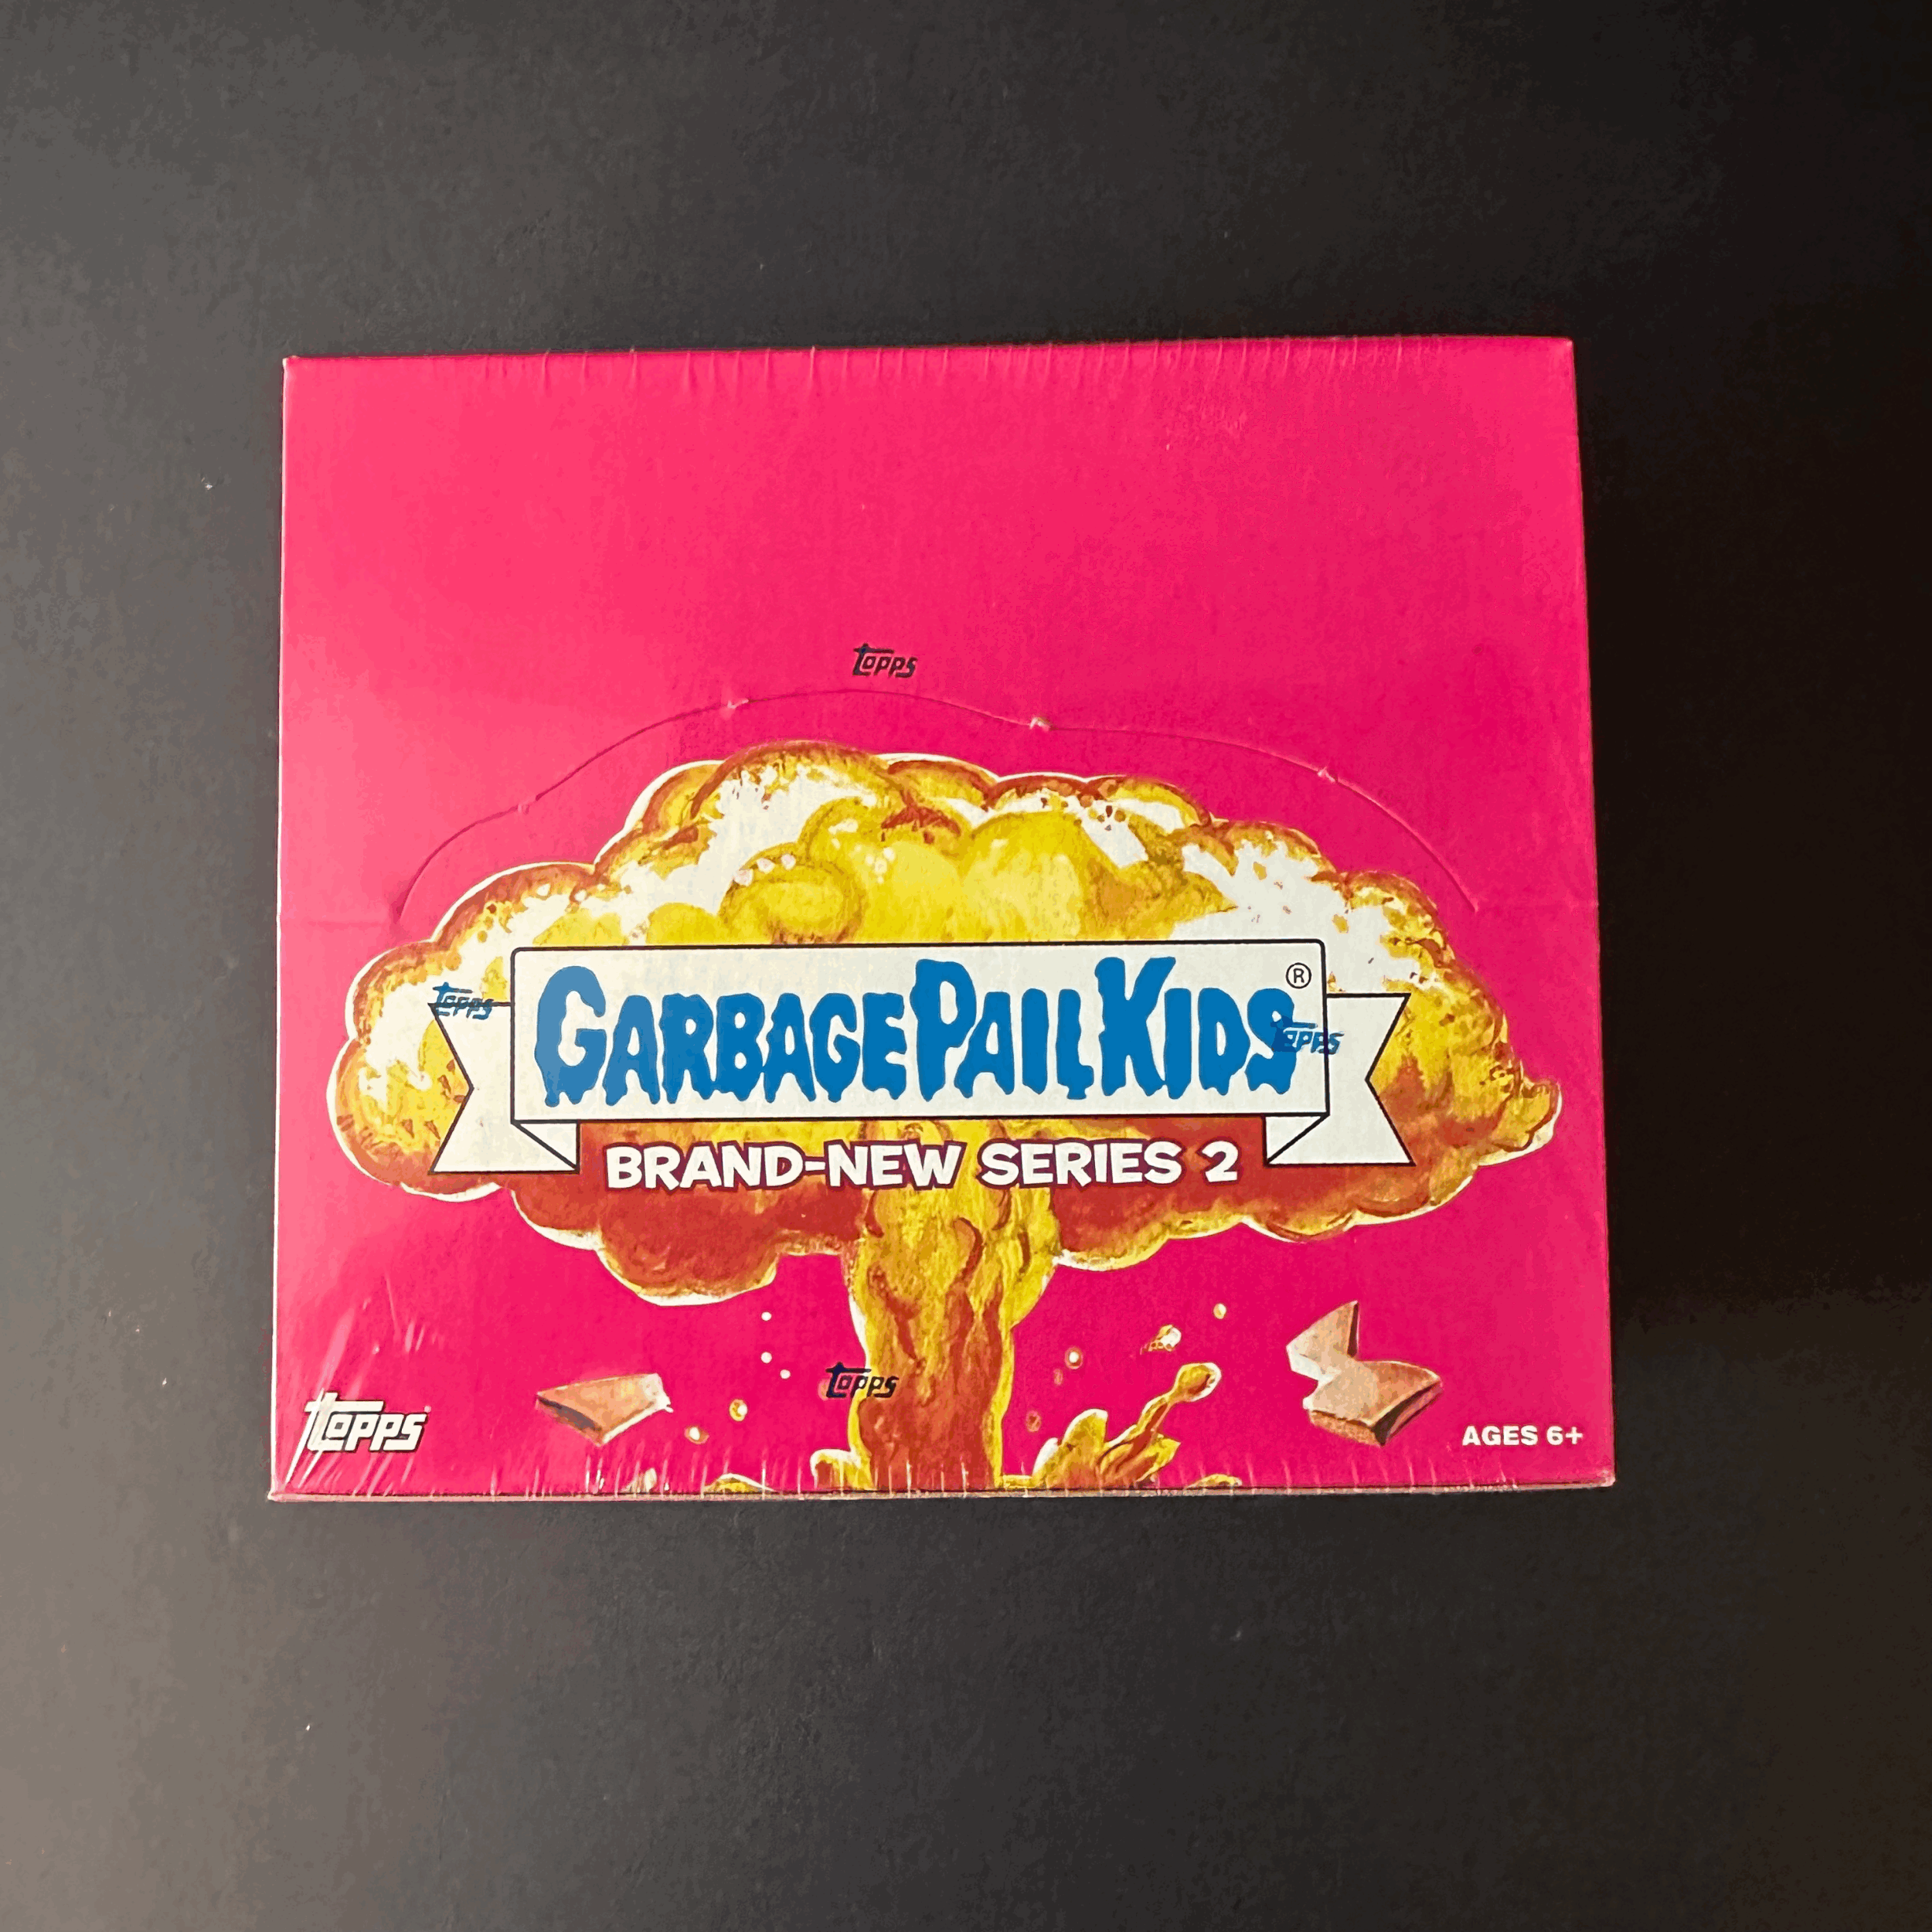 topps
topps
GARBAGE PAIL KIDS®
topps
BRAND-NEW SERIES 2
topps
topps
AGES 6+